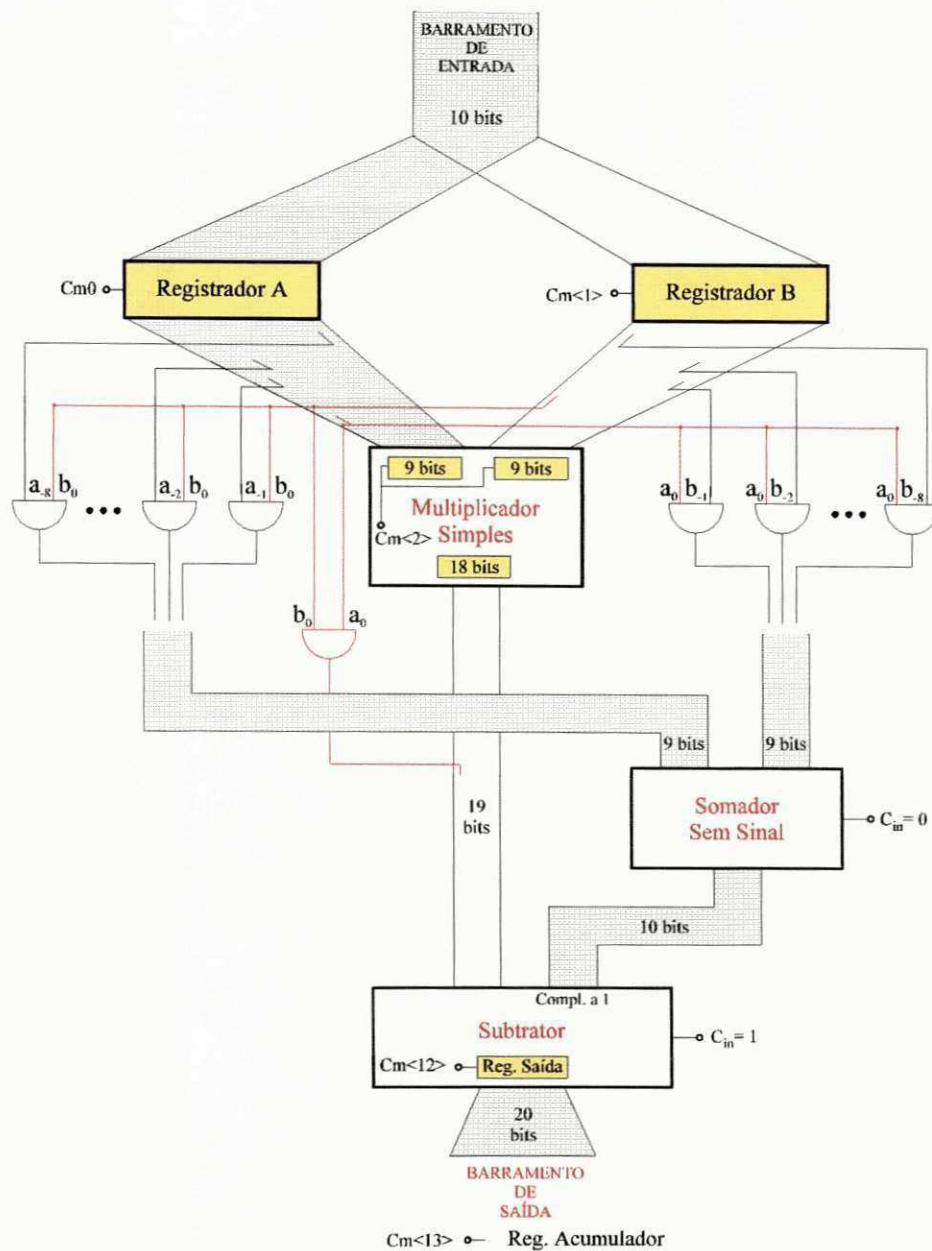 BARRAMENTO
DE
ENTRADA
10 bits
Cm0
Registrador A
Cm<1>
Registrador B
9 bits
9 bits
a-8 b0
a-2 b0
a-1 b0
Multiplicador
Simples
Cm<2>
18 bits
a0 b-1
a0 b-2
a0 b-8
b0 a0
9 bits
9 bits
19
bits
Somador
Sem Sinal
Cin= 0
10 bits
Compl. a 1
Subtrator
Cin= 1
Cm<12>
Reg. Saída
20
bits
BARRAMENTO
DE
SAÍDA
Cm<13>
Reg. Acumulador